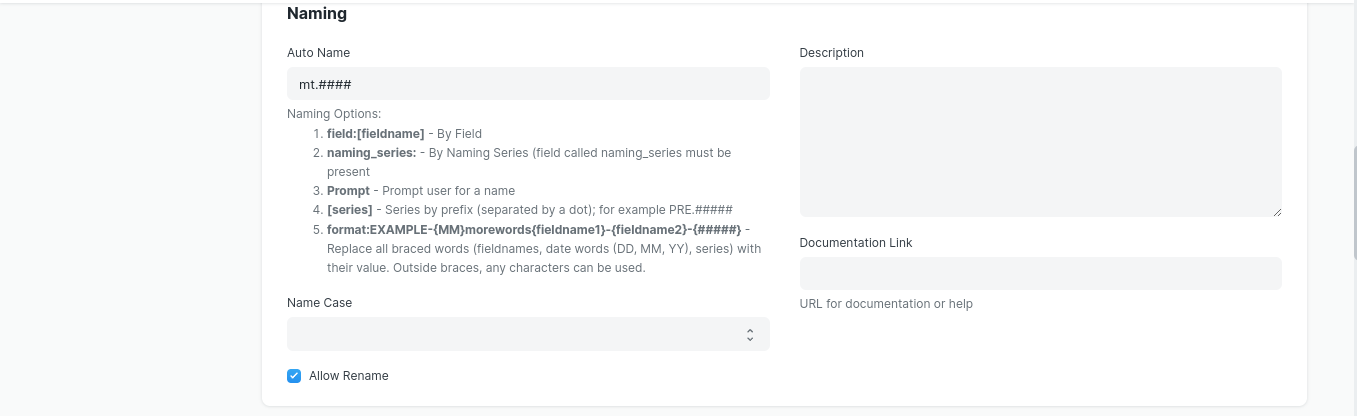 Naming
Auto Name
mt.####
Naming Options:
1. field:[fieldname] - By Field
2. naming_series: - By Naming Series (field called naming_series must be
present
3. Prompt - Prompt user for a name
4. [series] - Series by prefix (separated by a dot); for example PRE.#####
5. format:EXAMPLE-{MM}morewords{fieldname1}-{fieldname2}-{#####} -
Replace all braced words (fieldnames, date words (DD, MM, YY), series) with
their value. Outside braces, any characters can be used.
Name Case
Allow Rename
Description
Documentation Link
URL for documentation or help